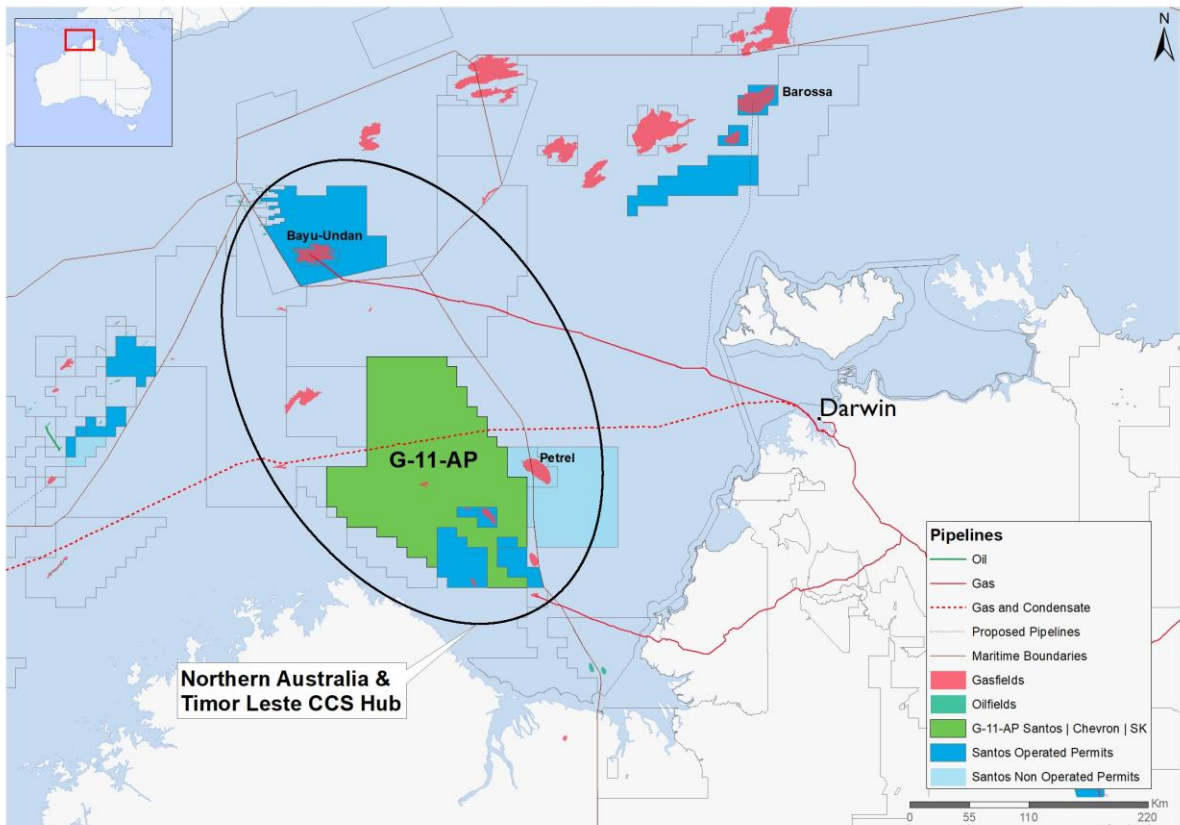 N
Barossa
Bayu-Undan
Darwin
G-11-AP
Petrel
Northern Australia &
Timor Leste CCS Hub
Pipelines
Oil
Gas
Gas and Condensate
Proposed Pipelines
Maritime Boundaries
Gasfields
Oilfields
G-11-AP Santos | Chevron | SK
Santos Operated Permits
Santos Non Operated Permits
Km
0 55 110 220